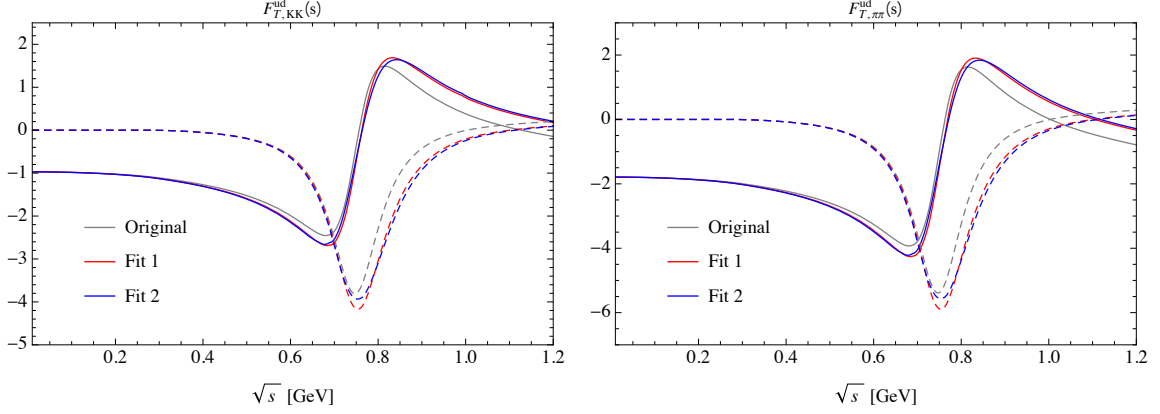 F_{T,KK}^{ud}(s)
2
1
0
−1
−2
−3
−4
−5
Original
Fit 1
Fit 2
0.2 0.4 0.6 0.8 1.0 1.2
√s [GeV]
F_{T,ππ}^{ud}(s)
2
0
−2
−4
−6
Original
Fit 1
Fit 2
0.2 0.4 0.6 0.8 1.0 1.2
√s [GeV]